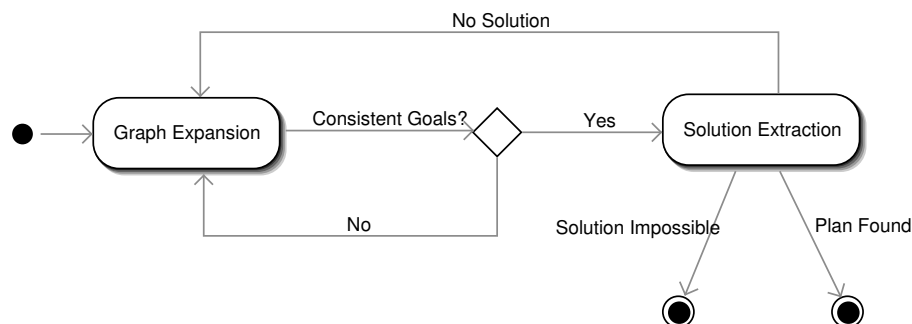 No Solution
Graph Expansion
Consistent Goals?
Yes
Solution Extraction
No
Solution Impossible
Plan Found